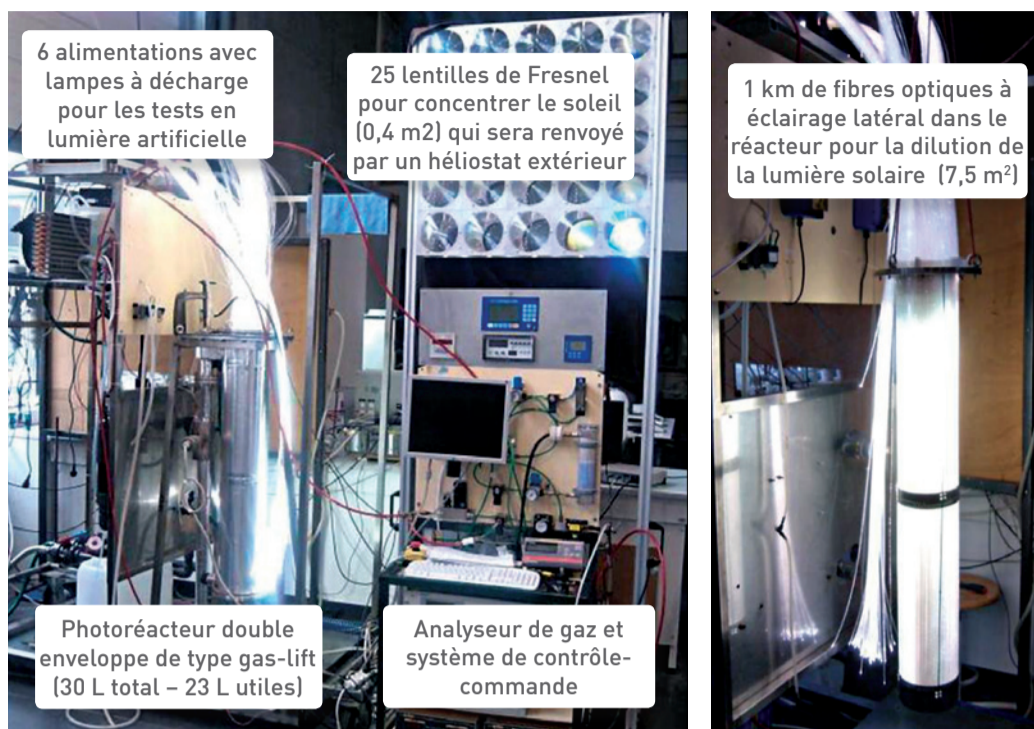 6 alimentations avec
lampes à décharge
pour les tests en
lumière artificielle
25 lentilles de Fresnel
pour concentrer le soleil
(0,4 m2) qui sera renvoyé
par un héliostat extérieur
Photoréacteur double
enveloppe de type gas-lift
(30 L total – 23 L utiles)
Analyseur de gaz et
système de contrôle-
commande
1 km de fibres optiques à
éclairage latéral dans le
réacteur pour la dilution de
la lumière solaire (7,5 m²)